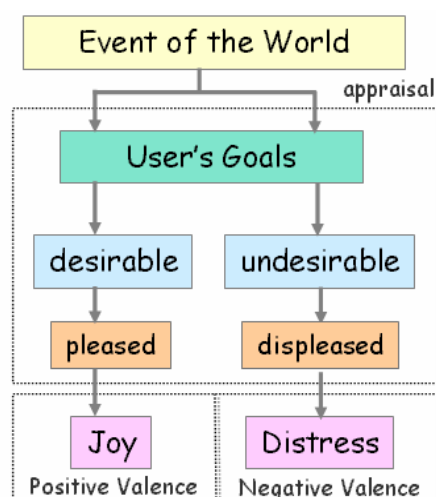 Event of the World
appraisal
User's Goals
desirable
undesirable
pleased
displeased
Joy
Distress
Positive Valence
Negative Valence